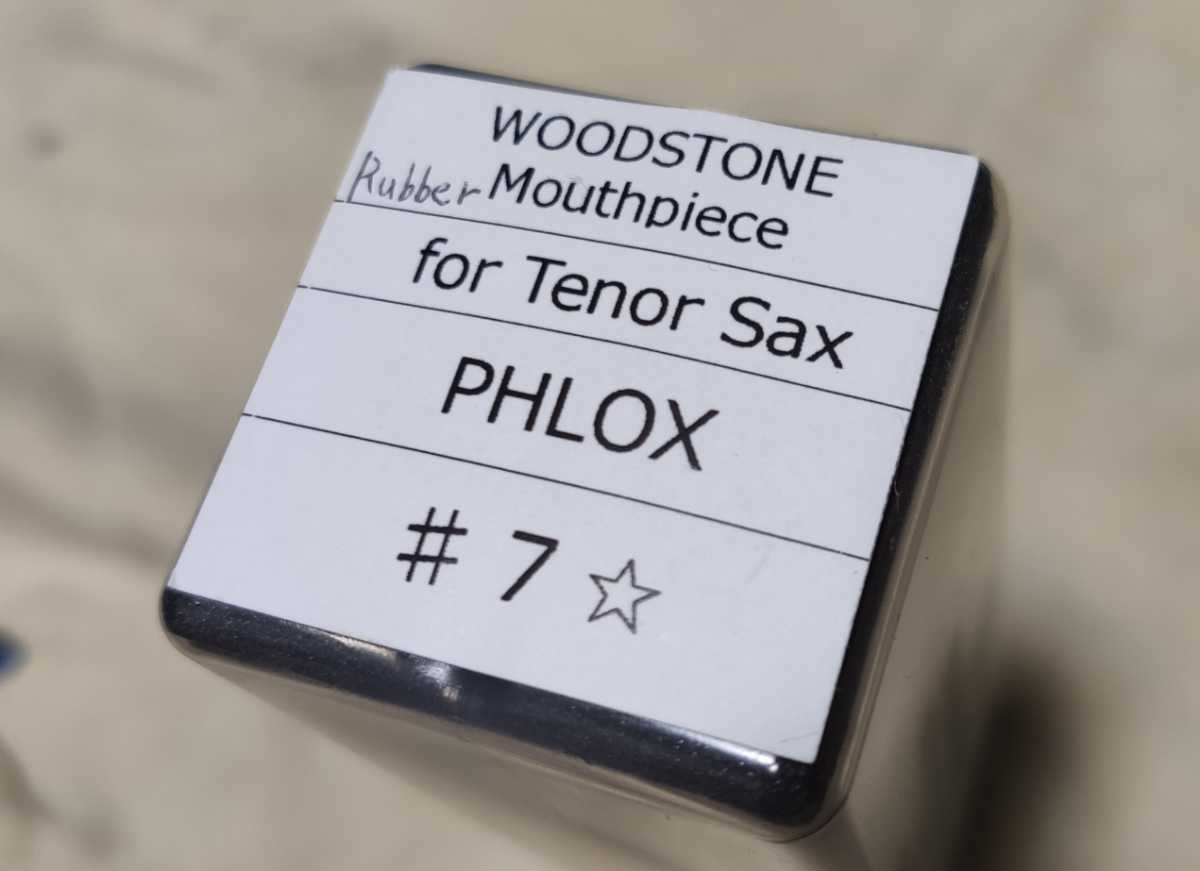 WOODSTONE
Rubber Mouthpiece
for Tenor Sax
PHLOX
# 7 ☆